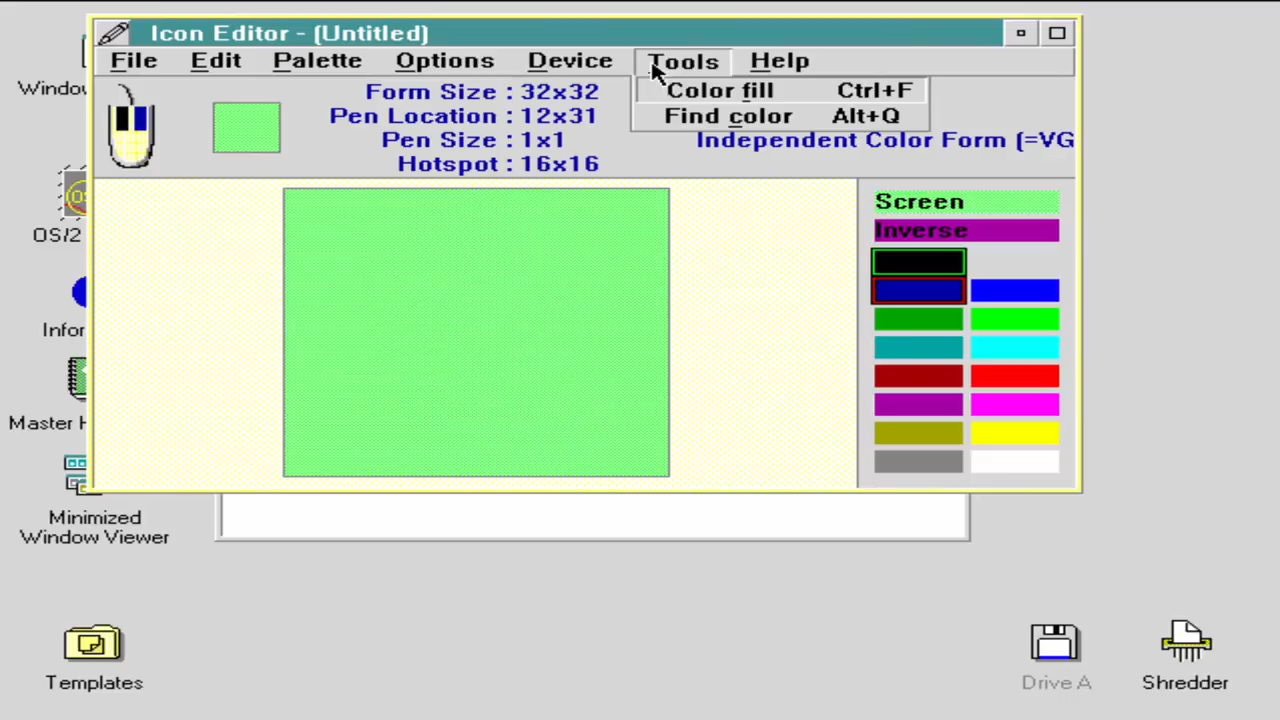 Icon Editor - (Untitled)
File Edit Palette Options Device Tools Help
Color fill Ctrl+F
Find color Alt+Q
Form Size : 32x32
Pen Location : 12x31
Pen Size : 1x1
Hotspot : 16x16
Independent Color Form (=VG
Screen
Inverse
Window
OS/2
Infor
Master H
Minimized
Window Viewer
Templates
Drive A
Shredder